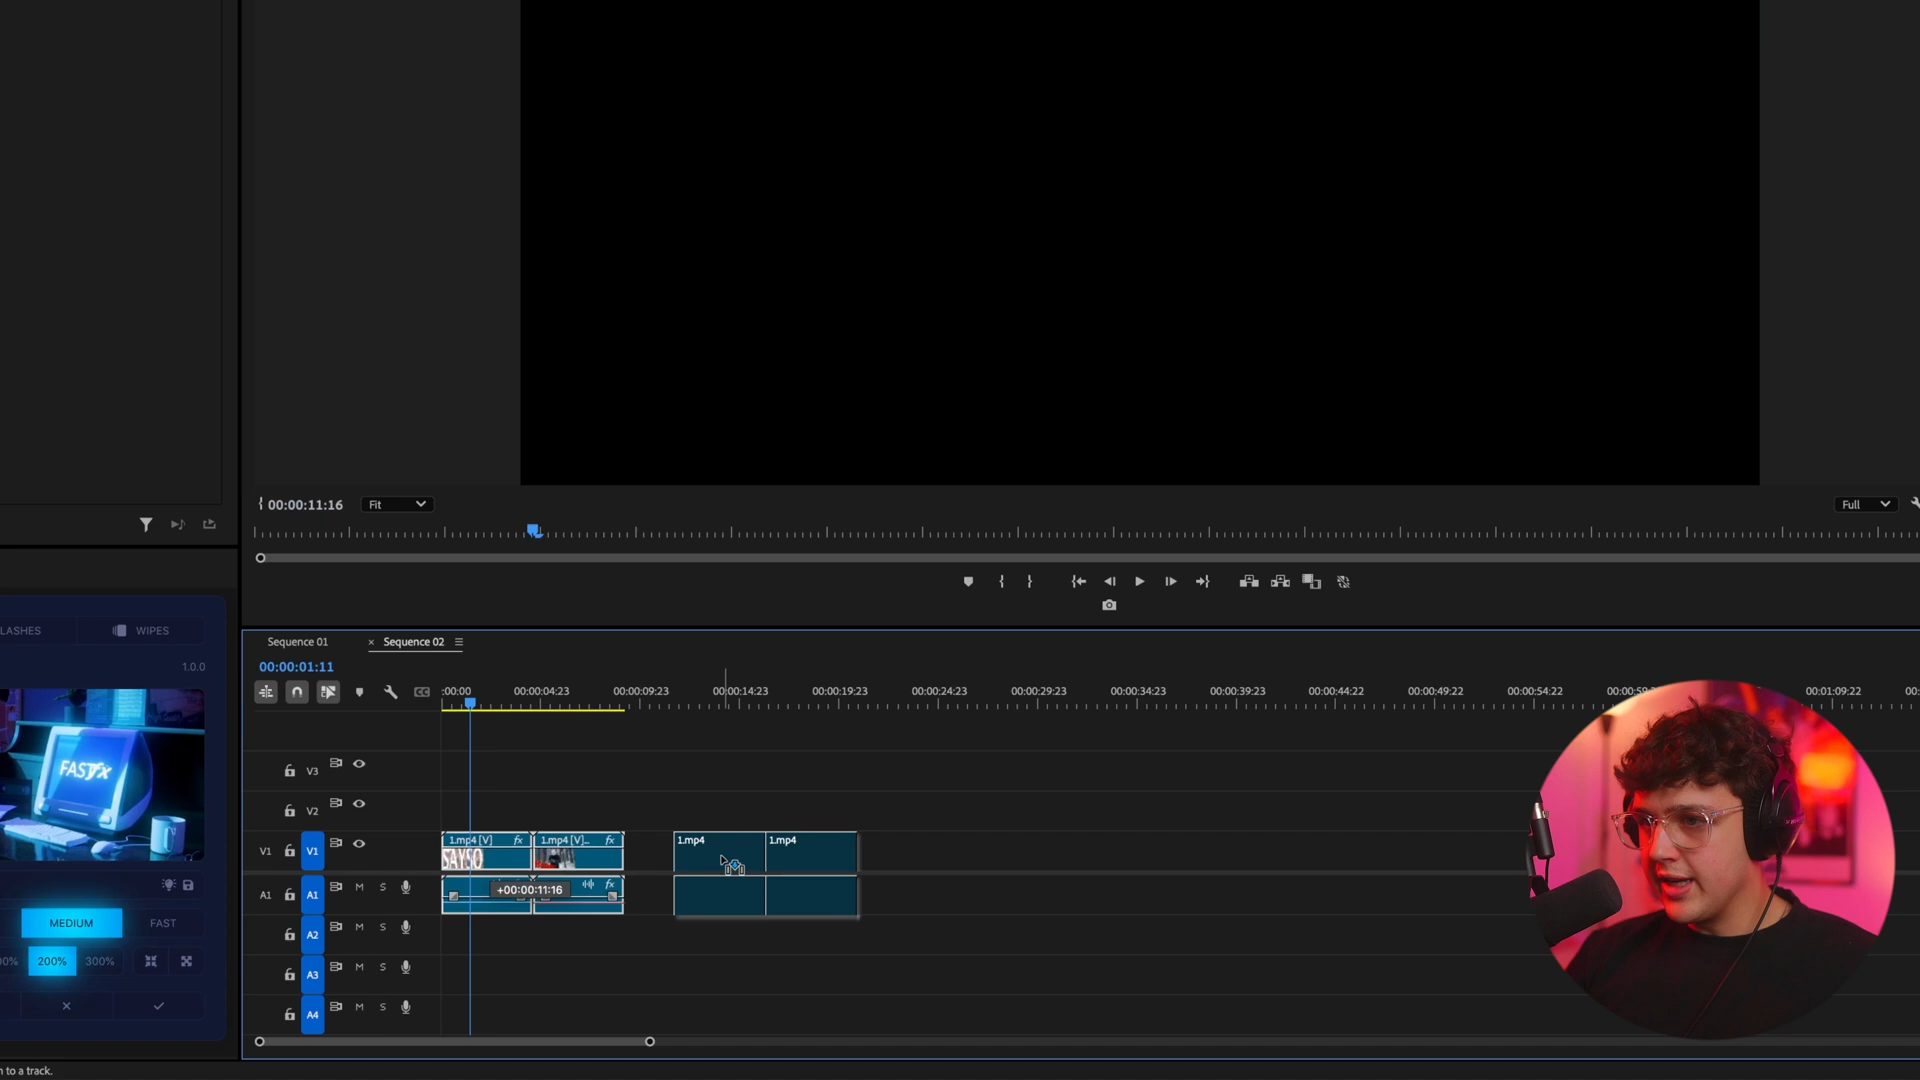 00:00:11:16
Fit
Full
LASHES
WIPES
1.0.0
FASTfx
MEDIUM
FAST
200%
300%
Sequence 01
Sequence 02
00:00:01:11
:00:00
00:00:04:23
00:00:09:23
00:00:14:23
00:00:19:23
00:00:24:23
00:00:29:23
00:00:34:23
00:00:39:23
00:00:44:22
00:00:49:22
00:00:54:22
00:01:09:22
V3
V2
V1
V1
1.mp4 [V]
fx
1.mp4 [V]...
fx
1.mp4
1.mp4
SAYSO
A1
A1
M
S
+00:00:11:16
fx
A2
M
S
A3
M
S
A4
M
S
to a track.